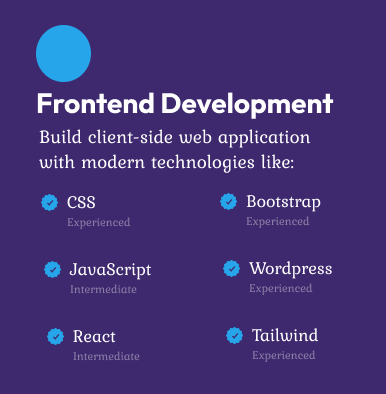 Frontend Development
Build client-side web application
with modern technologies like:
CSS
Experienced
Bootstrap
Experienced
JavaScript
Intermediate
Wordpress
Experienced
React
Intermediate
Tailwind
Experienced